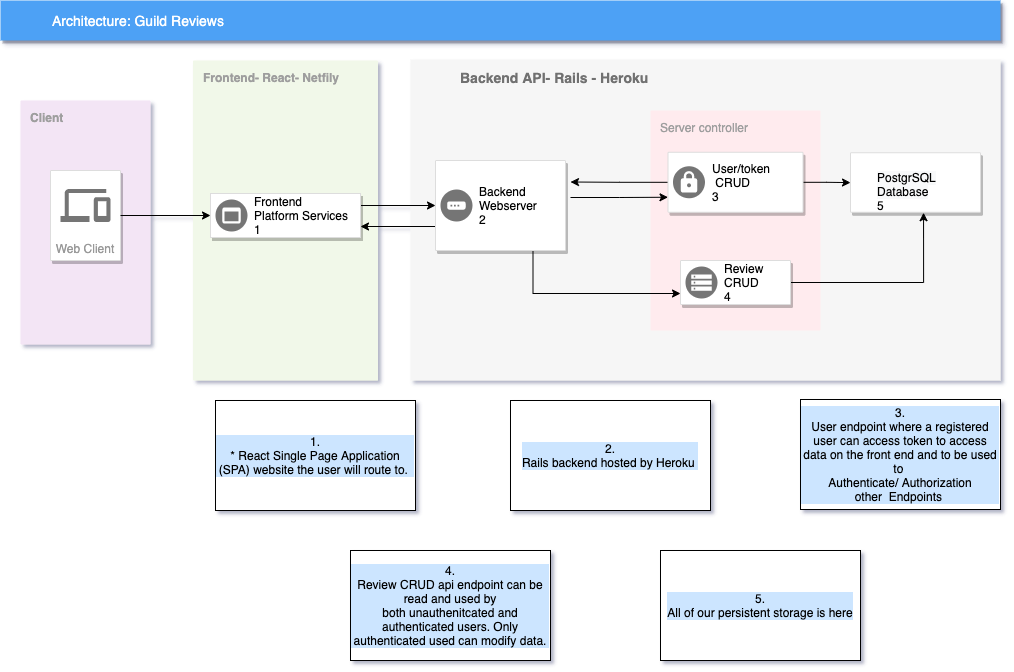 Architecture: Guild Reviews
Client
Web Client
Frontend- React- Netfily
Frontend
Platform Services
1
Backend API- Rails - Heroku
Backend
Webserver
2
Server controller
User/token
CRUD
3
Review
CRUD
4
PostgrSQL
Database
5
1.
* React Single Page Application
(SPA) website the user will route to.
2.
Rails backend hosted by Heroku
3.
User endpoint where a registered
user can access token to access
data on the front end and to be used
to
Authenticate/ Authorization
other Endpoints
4.
Review CRUD api endpoint can be
read and used by
both unauthenitcated and
authenticated users. Only
authenticated used can modify data.
5.
All of our persistent storage is here